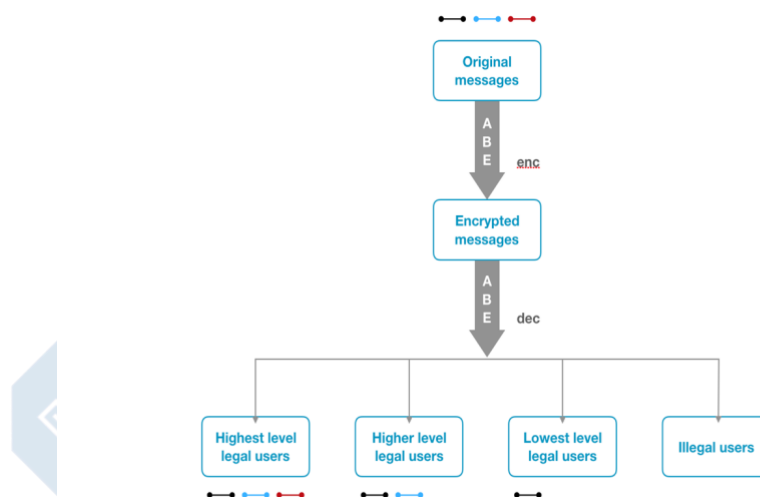 Original
messages
A
B
E
enc
Encrypted
messages
A
B
E
dec
Highest level
legal users
Higher level
legal users
Lowest level
legal users
Illegal users